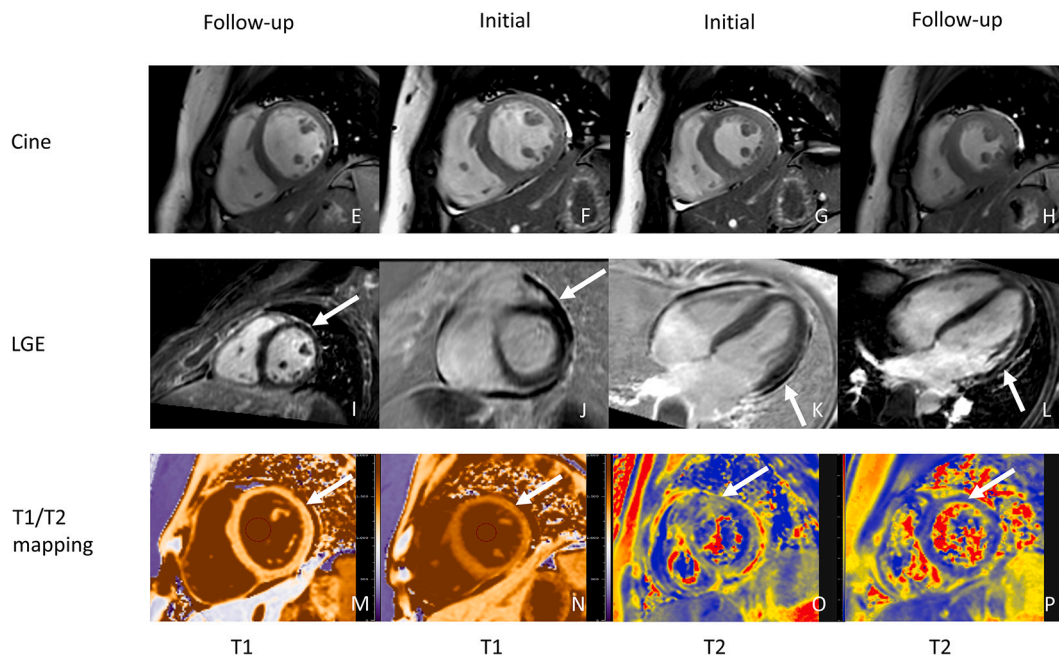 Follow-up Initial Initial Follow-up
Cine
E F G H
LGE
I J K L
T1/T2
mapping
M N O P
T1 T1 T2 T2